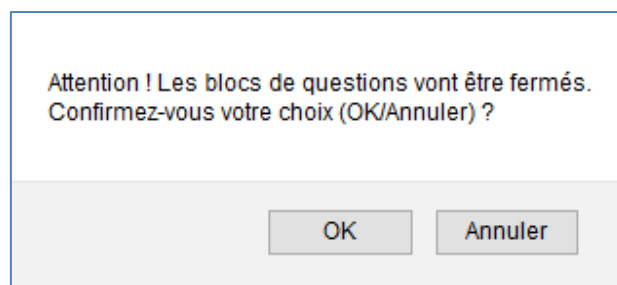 Attention ! Les blocs de questions vont être fermés.
Confirmez-vous votre choix (OK/Annuler) ?
OK
Annuler